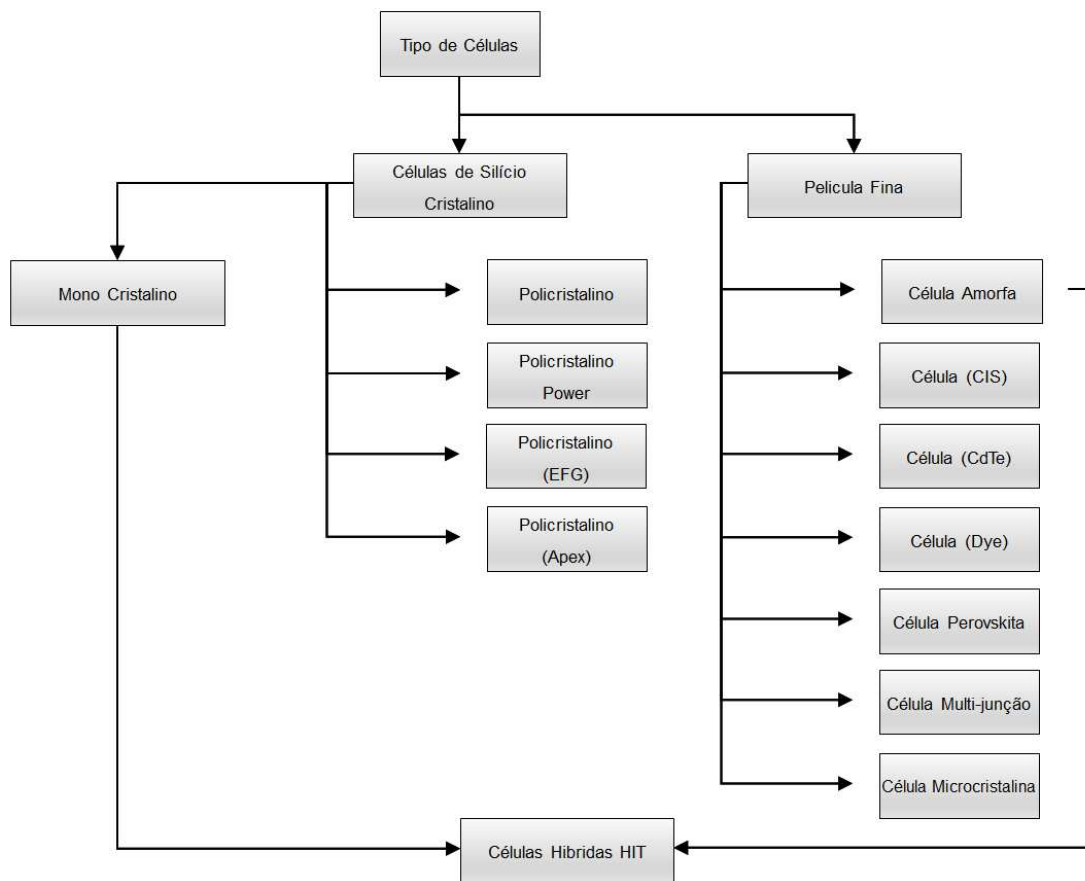 Tipo de Células
Células de Silício
Cristalino
Pelicula Fina
Mono Cristalino
Policristalino
Célula Amorfa
Policristalino
Power
Célula (CIS)
Policristalino
(EFG)
Célula (CdTe)
Policristalino
(Apex)
Célula (Dye)
Célula Perovskita
Célula Multi-junção
Célula Microcristalina
Células Hibridas HIT